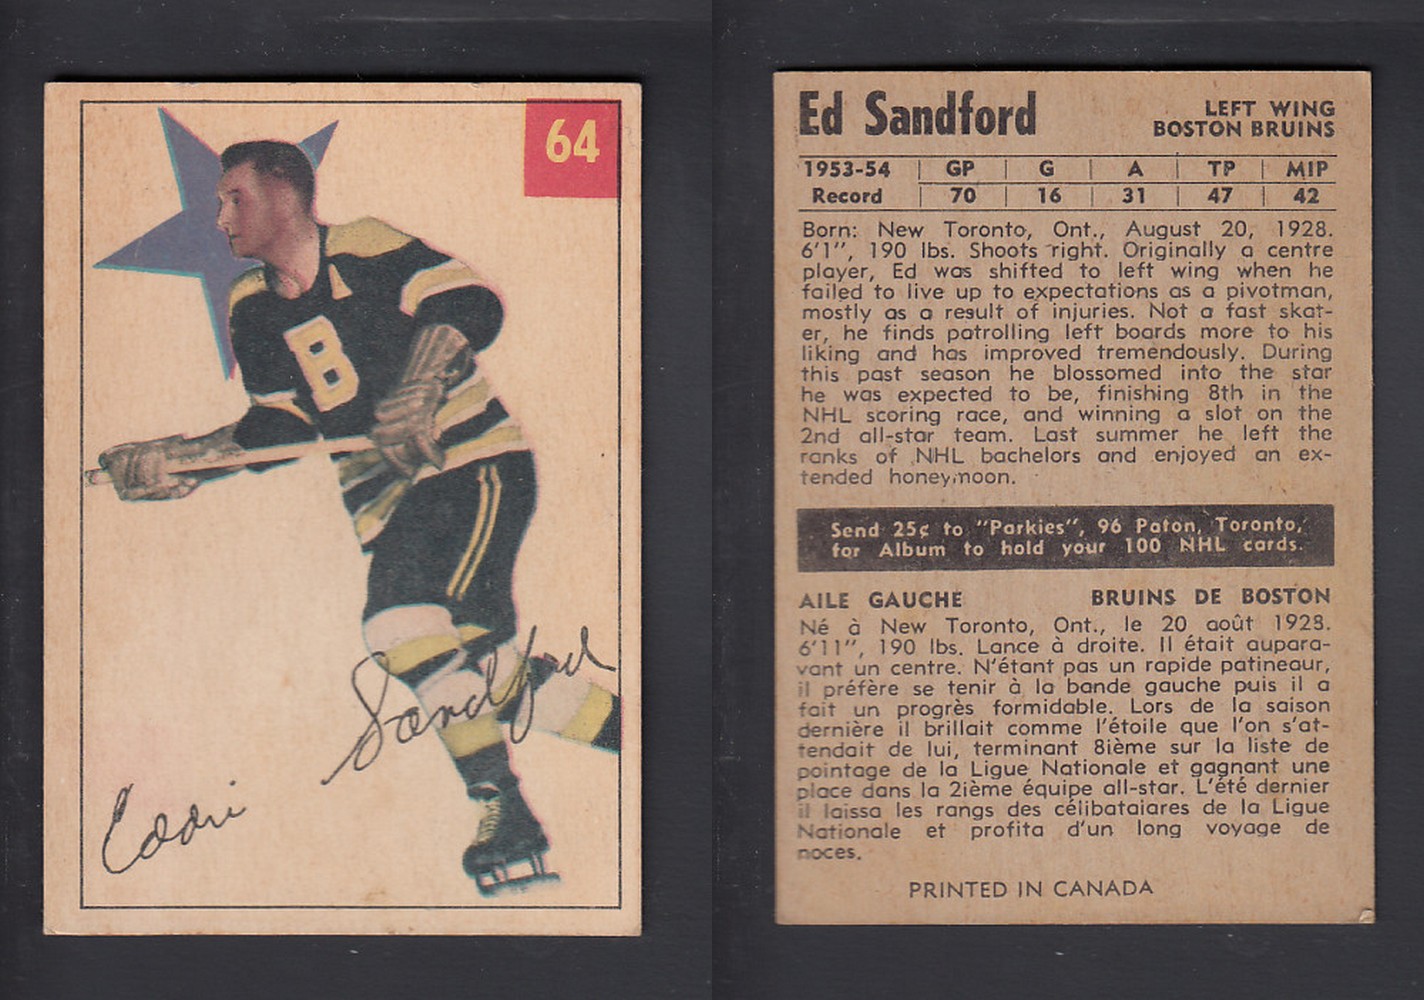 64
B
A
Eddie Sandford
Ed Sandford
LEFT WING
BOSTON BRUINS
1953-54 GP G A TP MIP
Record 70 16 31 47 42
Born: New Toronto, Ont., August 20, 1928.
6'1", 190 lbs. Shoots right. Originally a centre
player, Ed was shifted to left wing when he
failed to live up to expectations as a pivotman,
mostly as a result of injuries. Not a fast skat-
er, he finds patrolling left boards more to his
liking and has improved tremendously. During
this past season he blossomed into the star
he was expected to be, finishing 8th in the
NHL scoring race, and winning a slot on the
2nd all-star team. Last summer he left the
ranks of NHL bachelors and enjoyed an ex-
tended honeymoon.
Send 25¢ to "Parkies", 96 Paton, Toronto,
for Album to hold your 100 NHL cards.
AILE GAUCHE BRUINS DE BOSTON
Né à New Toronto, Ont., le 20 août 1928.
6'11", 190 lbs. Lance à droite. Il était aupara-
vant un centre. N'étant pas un rapide patineaur,
il préfère se tenir à la bande gauche puis il a
fait un progrès formidable. Lors de la saison
dernière il brillait comme l'étoile que l'on s'at-
tendait de lui, terminant 8ième sur la liste de
pointage de la Ligue Nationale et gagnant une
place dans la 2ième équipe all-star. L'été dernier
il laissa les rangs des célibataiares de la Ligue
Nationale et profita d'un long voyage de
noces.
PRINTED IN CANADA